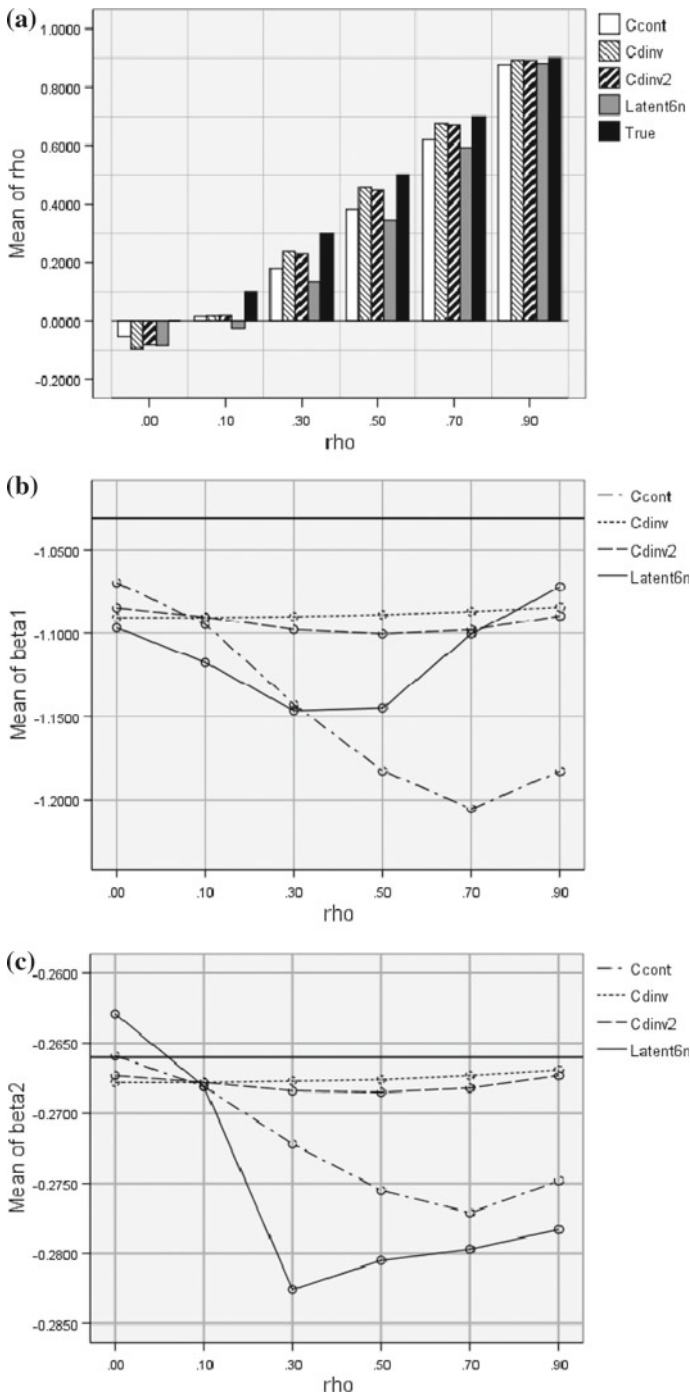 (a)
1.0000
0.8000
0.6000
0.4000
0.2000
0.0000
-0.2000
Mean of rho
.00 .10 .30 .50 .70 .90
rho
Ccont
Cdinv
Cdinv2
Latent6n
True
(b)
-1.0500
-1.1000
-1.1500
-1.2000
Mean of beta1
.00 .10 .30 .50 .70 .90
rho
Ccont
Cdinv
Cdinv2
Latent6n
(c)
-0.2600
-0.2650
-0.2700
-0.2750
-0.2800
-0.2850
Mean of beta2
.00 .10 .30 .50 .70 .90
rho
Ccont
Cdinv
Cdinv2
Latent6n